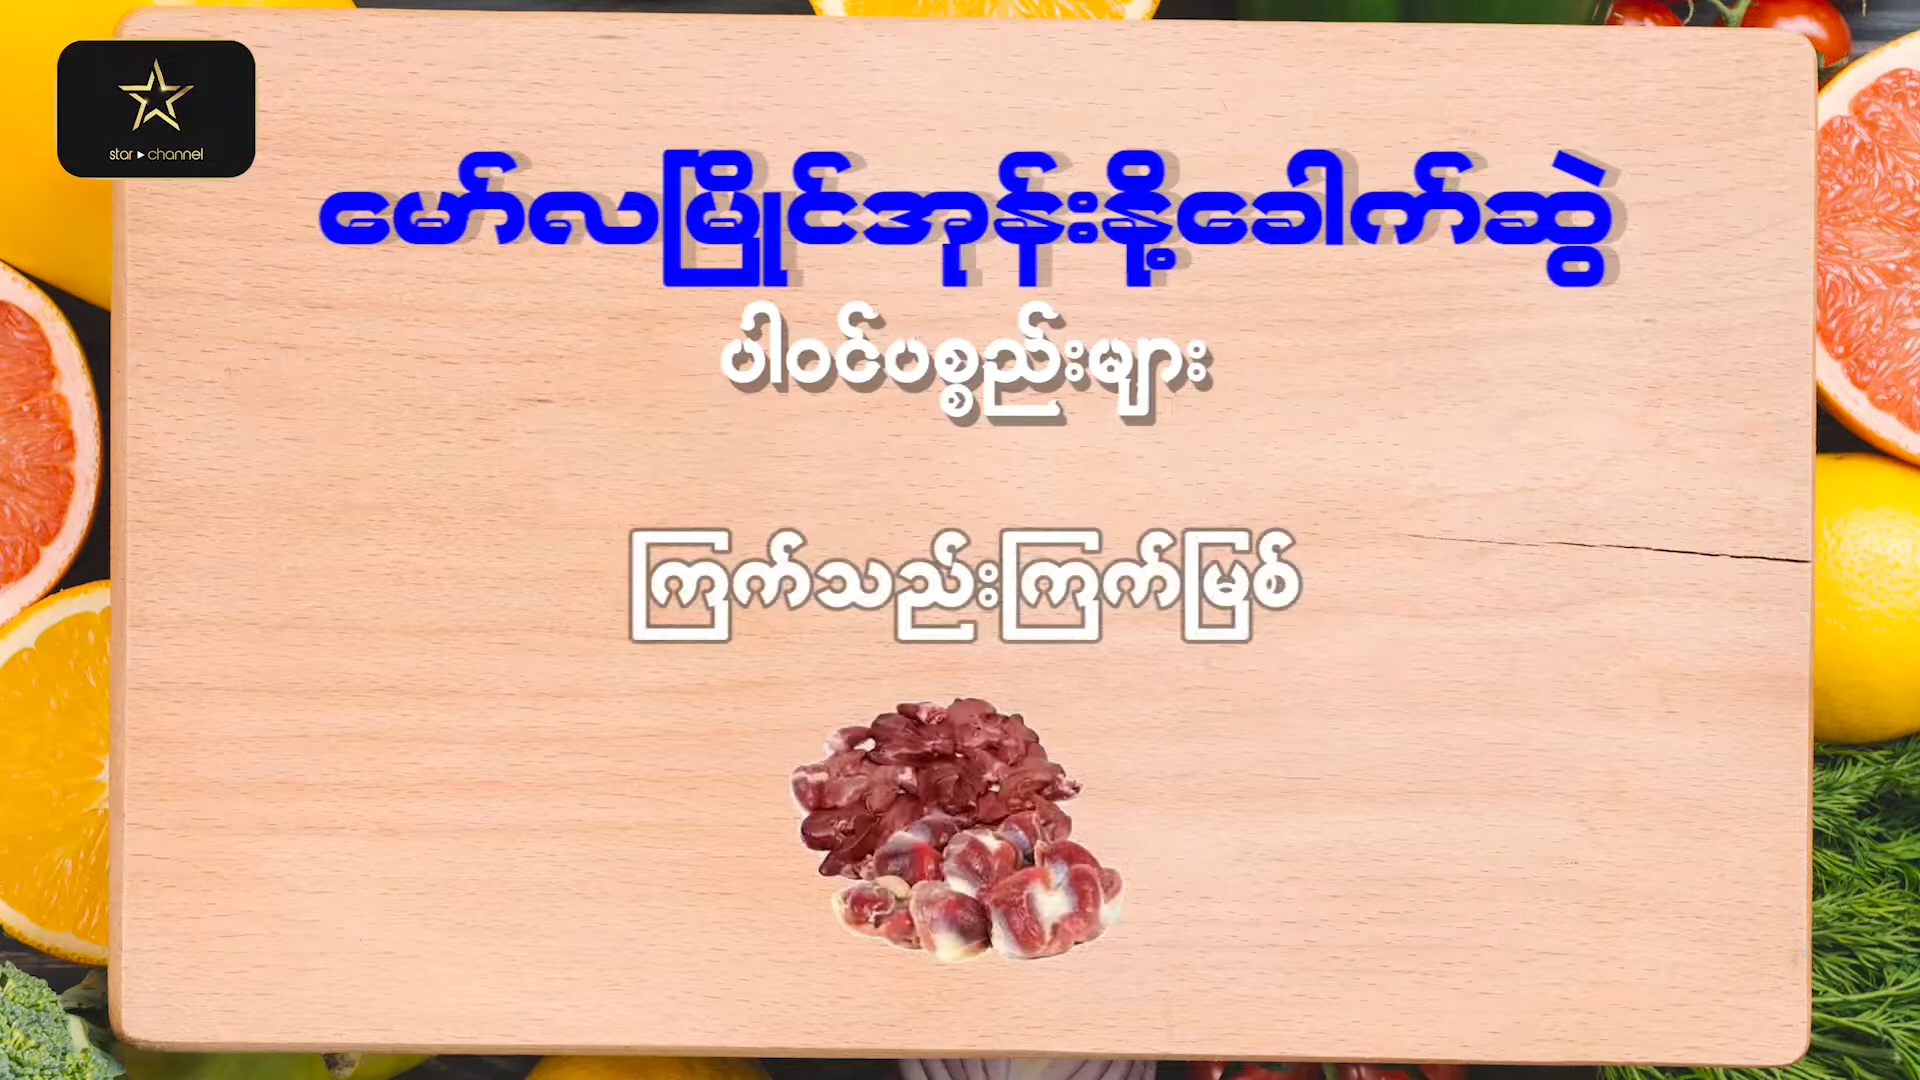 star channel
မော်လမြိုင်အုန်းနို့ခေါက်ဆွဲ
ပါဝင်ပစ္စည်းများ
ကြက်သည်းကြက်မြစ်